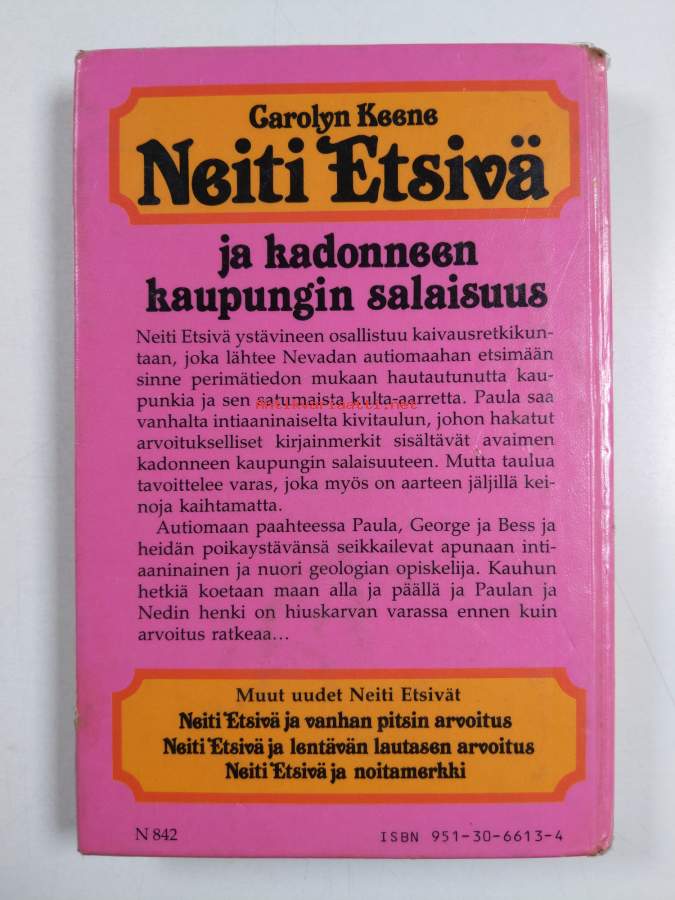 Carolyn Keene
Neiti Etsivä
ja kadonneen
kaupungin salaisuus
Neiti Etsivä ystävineen osallistuu kaivausretkikun-
taan, joka lähtee Nevadan autiomaahan etsimään
sinne perimätiedon mukaan hautautunutta kau-
punkia ja sen satumaista kulta-aarretta. Paula saa
Antikvariaatti.net
vanhalta intiaaninaiselta kivitaulun, johon hakatut
arvoitukselliset kirjainmerkit sisältävät avaimen
kadonneen kaupungin salaisuuteen. Mutta taulua
tavoittelee varas, joka myös on aarteen jäljillä kei-
noja kaihtamatta.
Autiomaan paahteessa Paula, George ja Bess ja
heidän poikaystävänsä seikkailevat apunaan inti-
aaninainen ja nuori geologian opiskelija. Kauhun
hetkiä koetaan maan alla ja päällä ja Paulan ja
Nedin henki on hiuskarvan varassa ennen kuin
arvoitus ratkeaa...
Muut uudet Neiti Etsivät
Neiti Etsivä ja vanhan pitsin arvoitus
Neiti Etsivä ja lentävän lautasen arvoitus
Neiti Etsivä ja noitamerkki
N 842
ISBN 951-30-6613-4